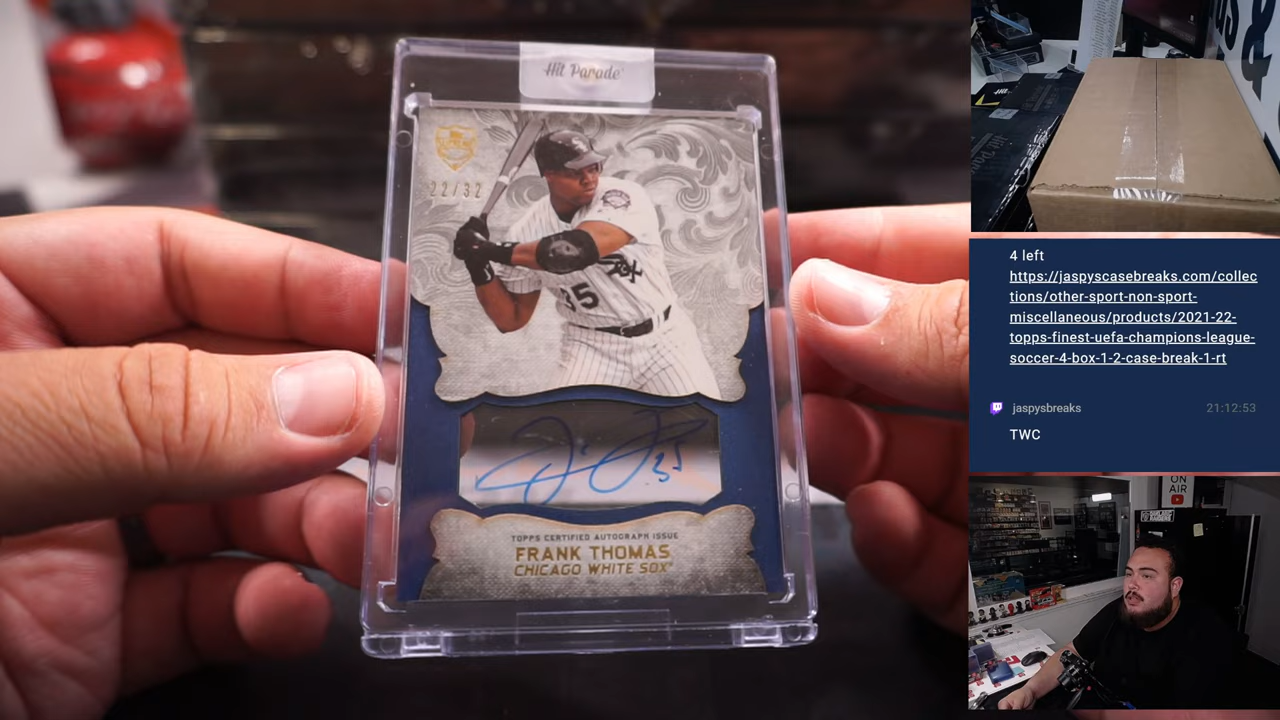 Hit Parade
22/32
35
TOPPS CERTIFIED AUTOGRAPH ISSUE
FRANK THOMAS
CHICAGO WHITE SOX
4 left
https://jaspyscasebreaks.com/collec
tions/other-sport-non-sport-
miscellaneous/products/2021-22-
topps-finest-uefa-champions-league-
soccer-4-box-1-2-case-break-1-rt
jaspysbreaks 21:12:53
TWC
ON
AIR